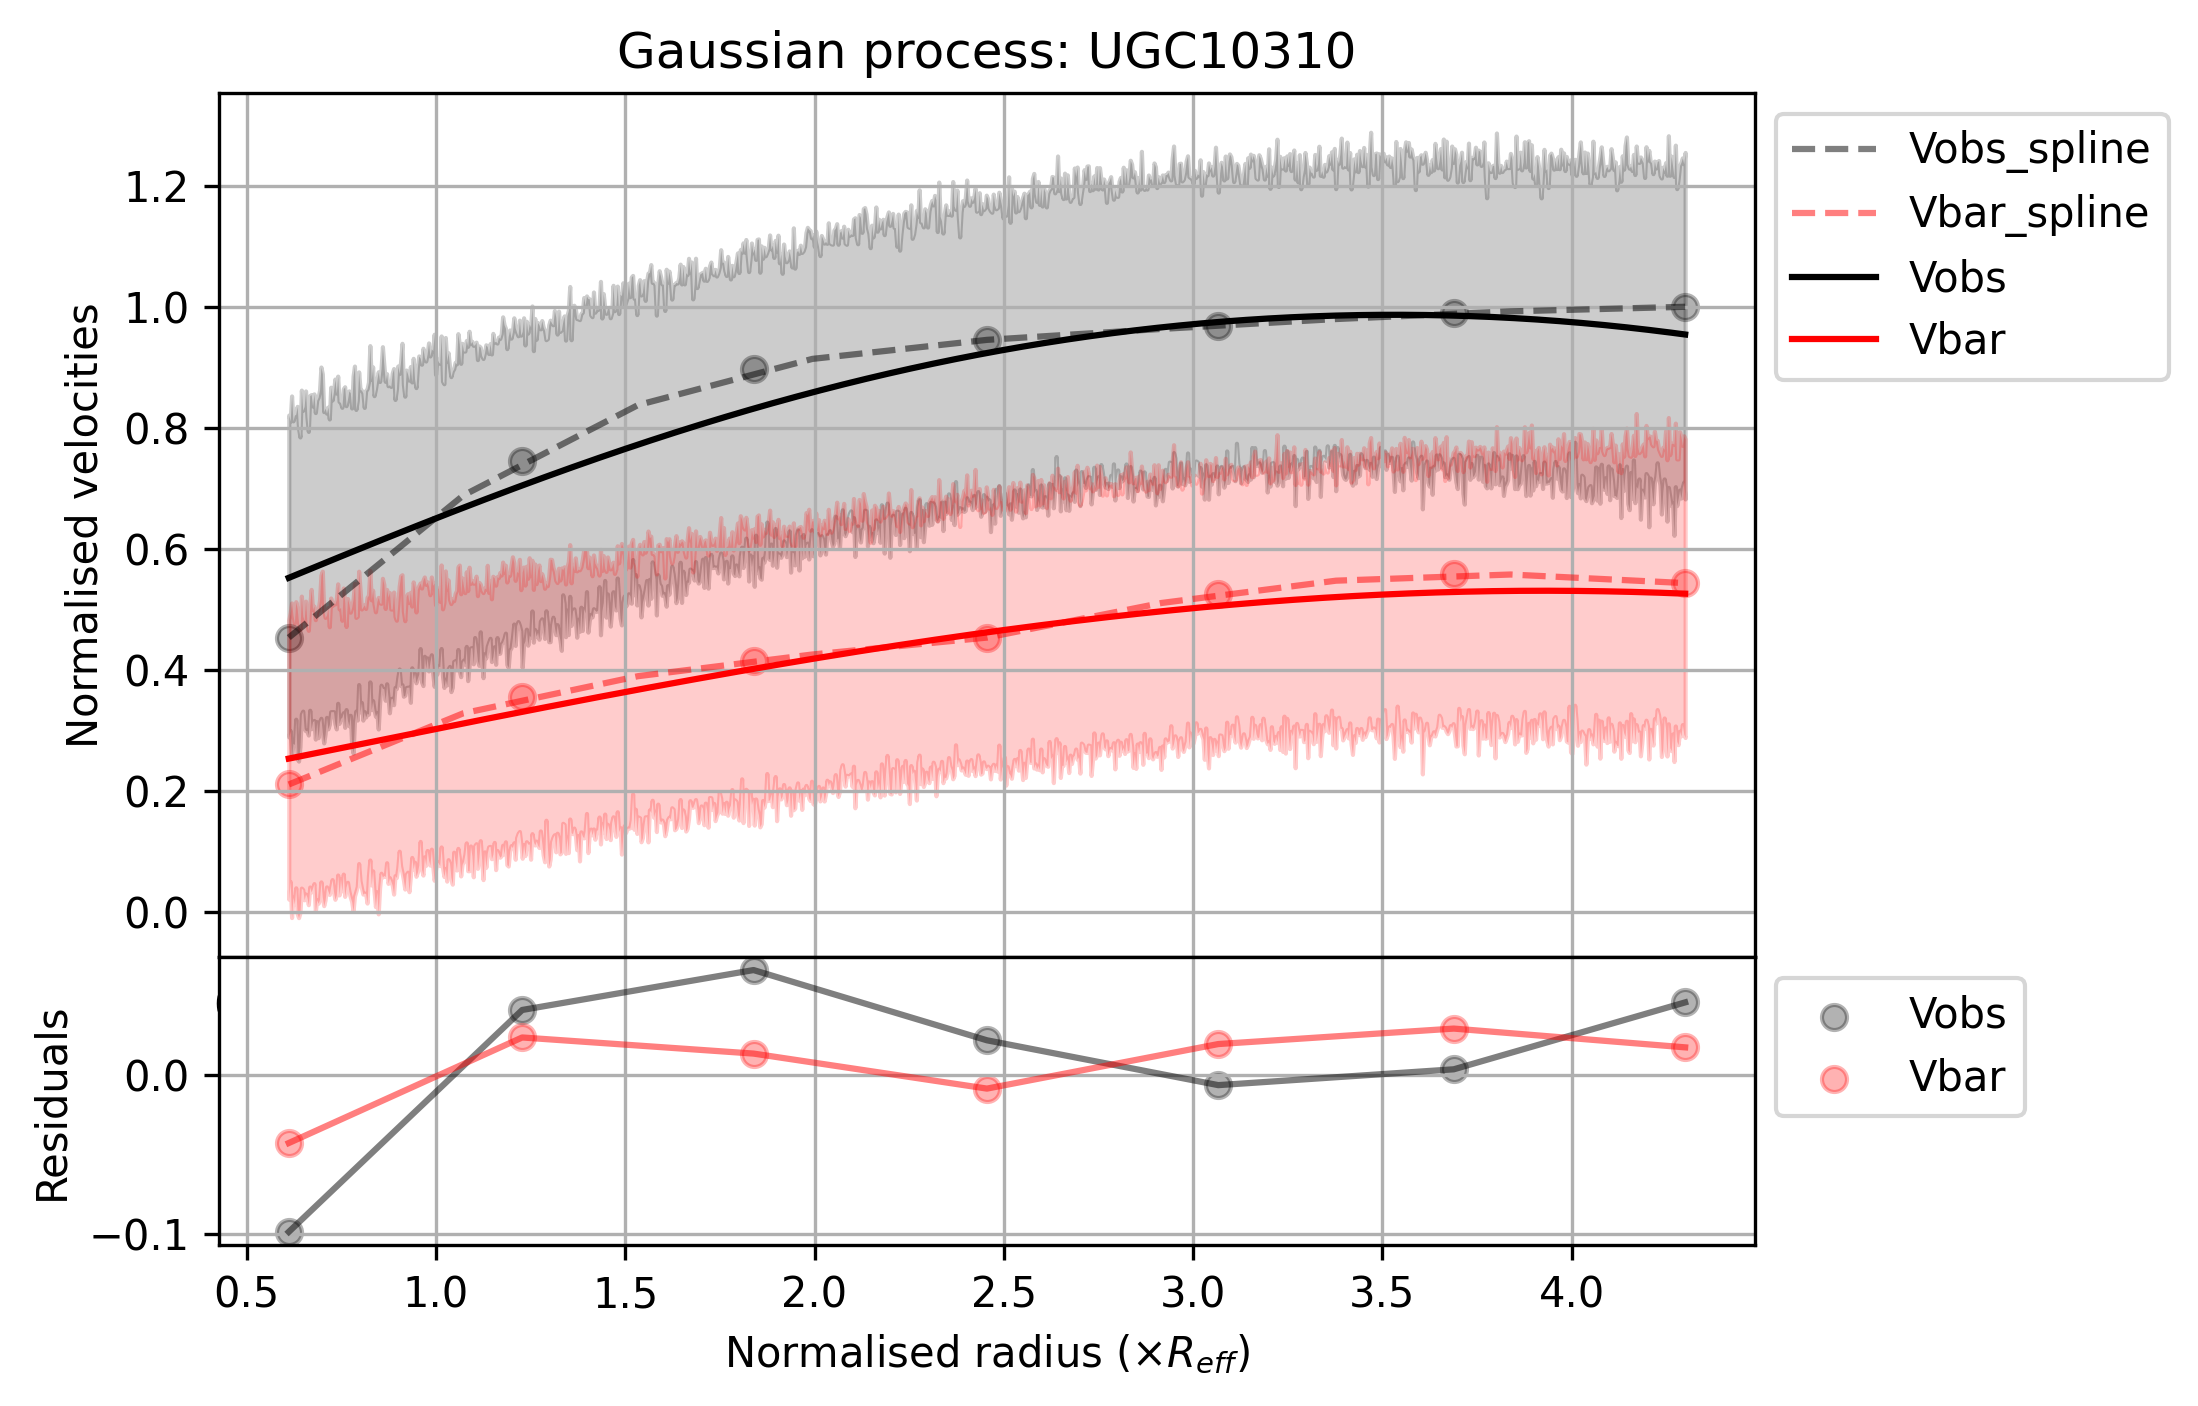 Gaussian process: UGC10310
Normalised velocities
1.2
1.0
0.8
0.6
0.4
0.2
0.0
Vobs_spline
Vbar_spline
Vobs
Vbar
Residuals
0.0
−0.1
Vobs
Vbar
0.5 1.0 1.5 2.0 2.5 3.0 3.5 4.0
Normalised radius (×R_eff)